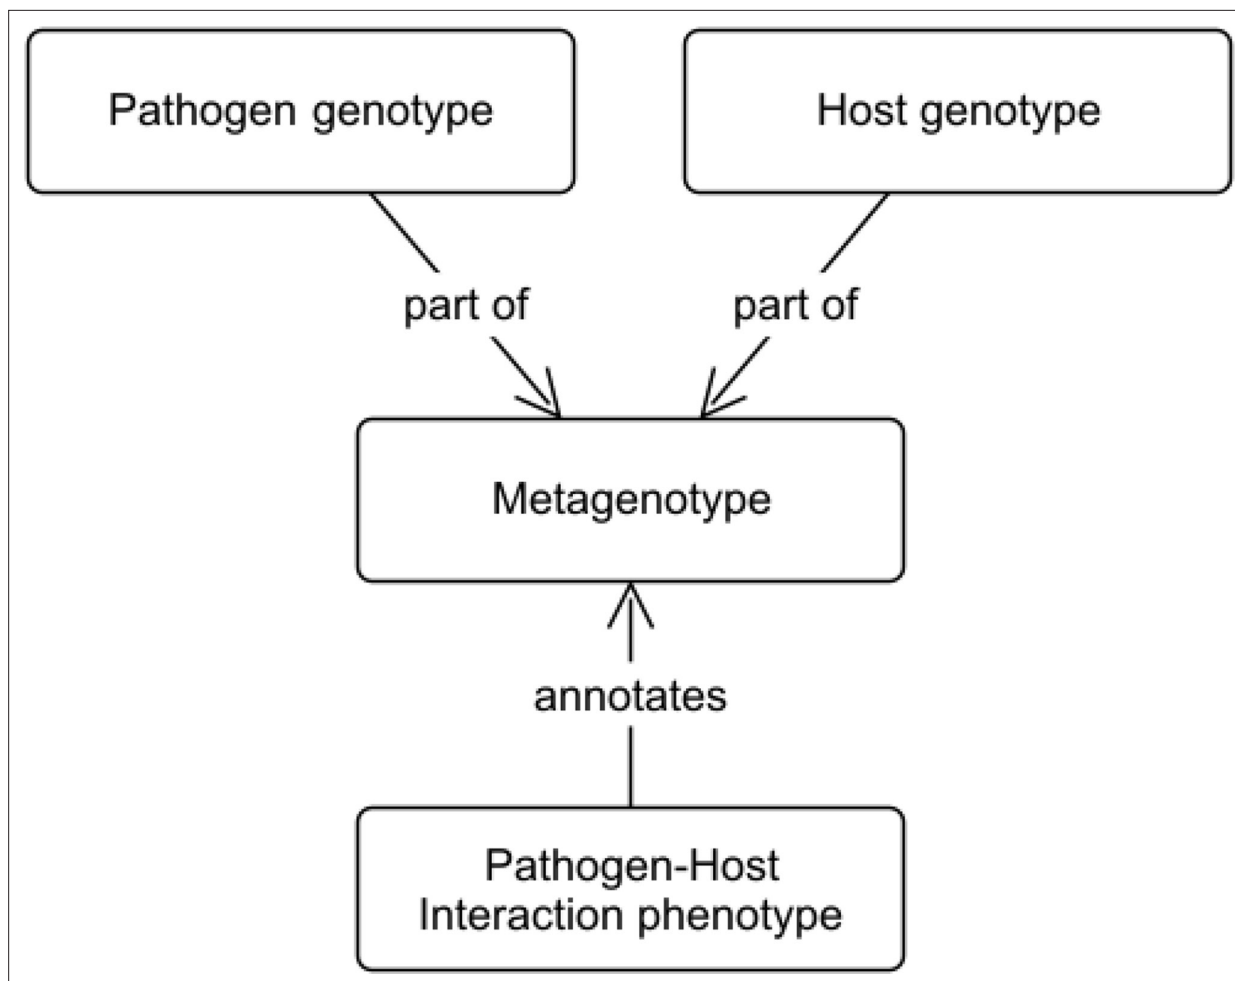 Pathogen genotype
Host genotype
part of
part of
Metagenotype
annotates
Pathogen-Host
Interaction phenotype